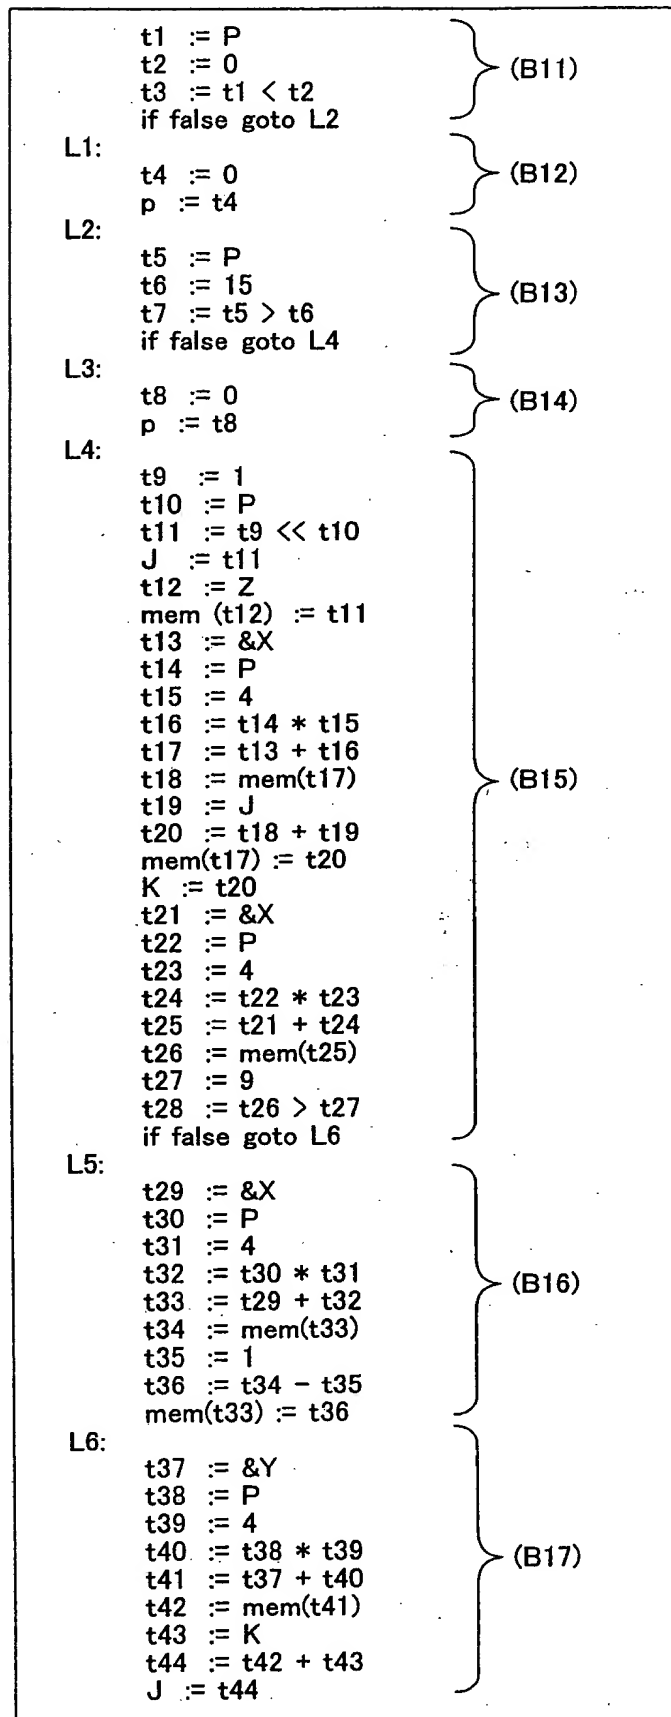 t1 := P
t2 := 0
t3 := t1 < t2
if false goto L2
(B11)
L1:
t4 := 0
p := t4
(B12)
L2:
t5 := P
t6 := 15
t7 := t5 > t6
if false goto L4
(B13)
L3:
t8 := 0
p := t8
(B14)
L4:
t9 := 1
t10 := P
t11 := t9 << t10
J := t11
t12 := Z
mem (t12) := t11
t13 := &X
t14 := P
t15 := 4
t16 := t14 * t15
t17 := t13 + t16
t18 := mem(t17)
t19 := J
t20 := t18 + t19
mem(t17) := t20
K := t20
t21 := &X
t22 := P
t23 := 4
t24 := t22 * t23
t25 := t21 + t24
t26 := mem(t25)
t27 := 9
t28 := t26 > t27
if false goto L6
(B15)
L5:
t29 := &X
t30 := P
t31 := 4
t32 := t30 * t31
t33 := t29 + t32
t34 := mem(t33)
t35 := 1
t36 := t34 - t35
mem(t33) := t36
(B16)
L6:
t37 := &Y
t38 := P
t39 := 4
t40 := t38 * t39
t41 := t37 + t40
t42 := mem(t41)
t43 := K
t44 := t42 + t43
J := t44
(B17)